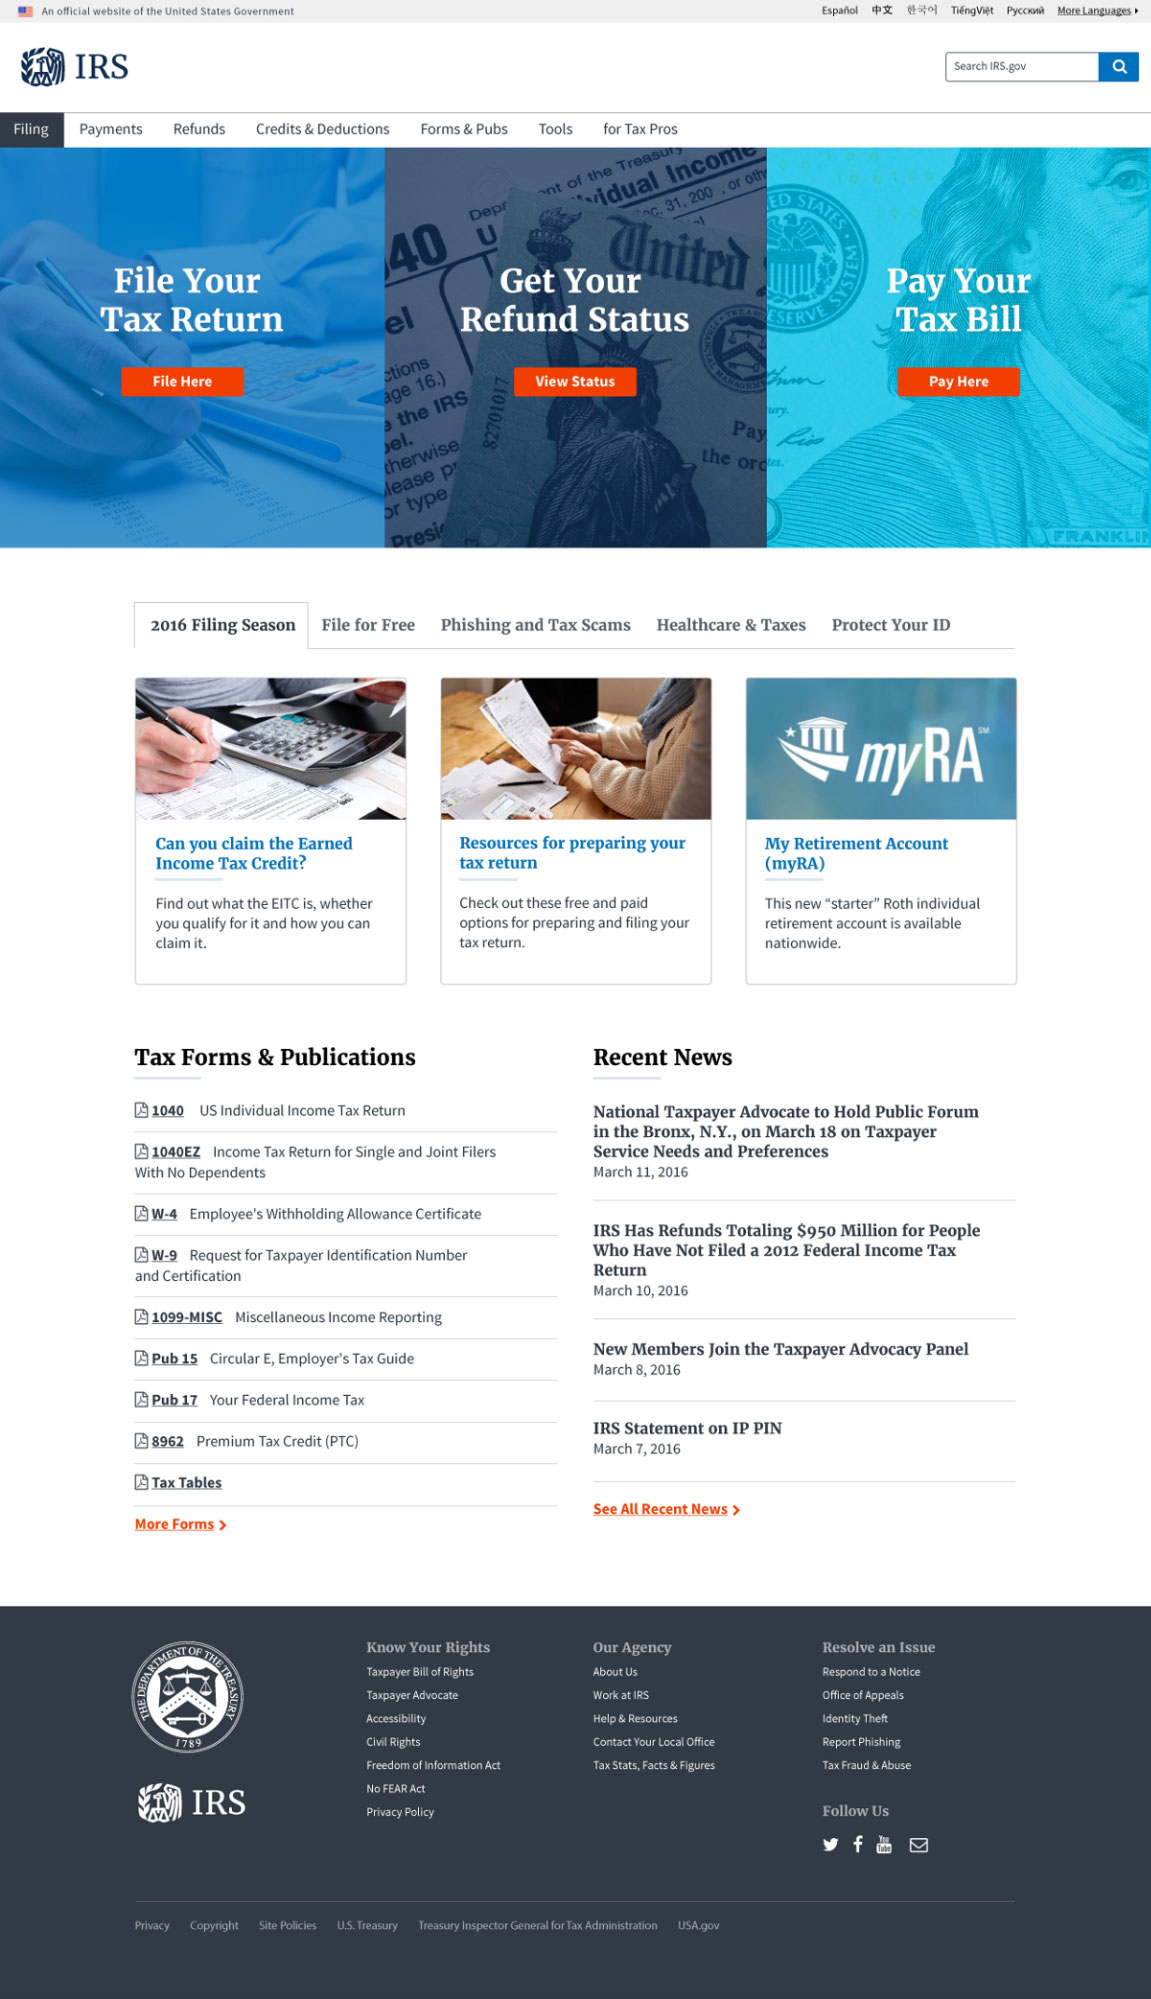 An official website of the United States Government
Español 中文 한국어 TiếngViệt Русский More Languages
IRS
Search IRS.gov
Filing Payments Refunds Credits & Deductions Forms & Pubs Tools for Tax Pros
File Your
Tax Return
File Here
Get Your
Refund Status
View Status
Pay Your
Tax Bill
Pay Here
2016 Filing Season File for Free Phishing and Tax Scams Healthcare & Taxes Protect Your ID
Can you claim the Earned
Income Tax Credit?
Find out what the EITC is, whether
you qualify for it and how you can
claim it.
Resources for preparing your
tax return
Check out these free and paid
options for preparing and filing your
tax return.
myRA SM
My Retirement Account
(myRA)
This new “starter” Roth individual
retirement account is available
nationwide.
Tax Forms & Publications
1040 US Individual Income Tax Return
1040EZ Income Tax Return for Single and Joint Filers
With No Dependents
W-4 Employee's Withholding Allowance Certificate
W-9 Request for Taxpayer Identification Number
and Certification
1099-MISC Miscellaneous Income Reporting
Pub 15 Circular E, Employer's Tax Guide
Pub 17 Your Federal Income Tax
8962 Premium Tax Credit (PTC)
Tax Tables
More Forms
Recent News
National Taxpayer Advocate to Hold Public Forum
in the Bronx, N.Y., on March 18 on Taxpayer
Service Needs and Preferences
March 11, 2016
IRS Has Refunds Totaling $950 Million for People
Who Have Not Filed a 2012 Federal Income Tax
Return
March 10, 2016
New Members Join the Taxpayer Advocacy Panel
March 8, 2016
IRS Statement on IP PIN
March 7, 2016
See All Recent News
THE DEPARTMENT OF THE TREASURY
1789
IRS
Know Your Rights
Taxpayer Bill of Rights
Taxpayer Advocate
Accessibility
Civil Rights
Freedom of Information Act
No FEAR Act
Privacy Policy
Our Agency
About Us
Work at IRS
Help & Resources
Contact Your Local Office
Tax Stats, Facts & Figures
Resolve an Issue
Respond to a Notice
Office of Appeals
Identity Theft
Report Phishing
Tax Fraud & Abuse
Follow Us
You
Tube
Privacy Copyright Site Policies U.S. Treasury Treasury Inspector General for Tax Administration USA.gov